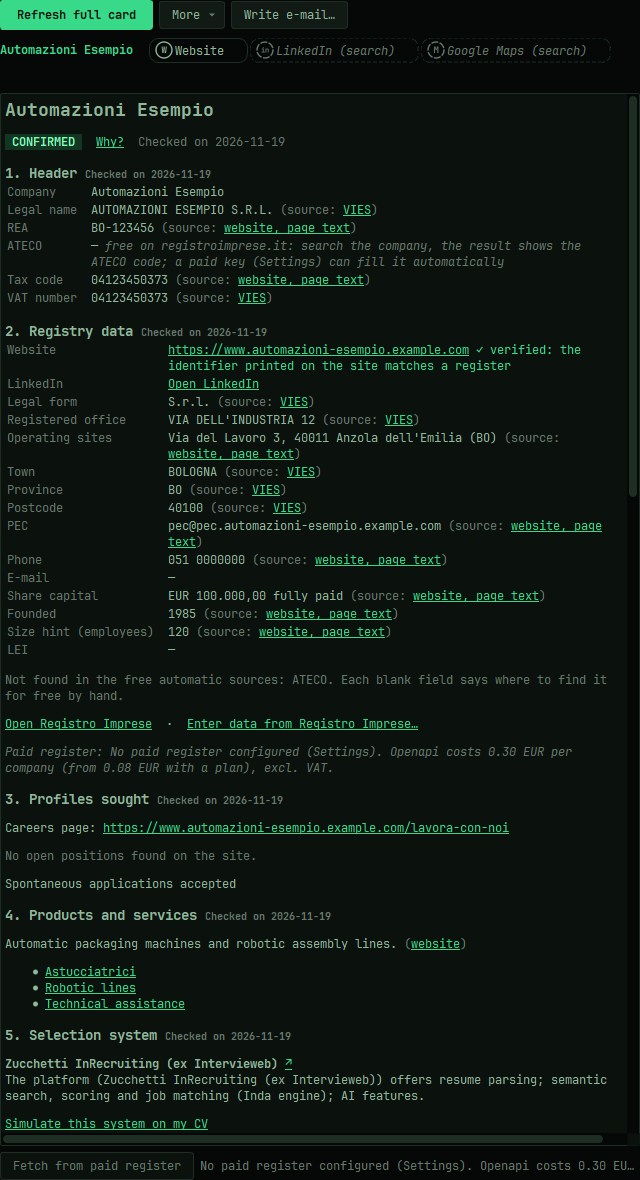 Refresh full card
More
Write e-mail…
Automazioni Esempio
W Website
in LinkedIn (search)
M Google Maps (search)
Automazioni Esempio
CONFIRMED Why? Checked on 2026-11-19
1. Header Checked on 2026-11-19
Company Automazioni Esempio
Legal name AUTOMAZIONI ESEMPIO S.R.L. (source: VIES)
REA BO-123456 (source: website, page text)
ATECO — free on registroimprese.it: search the company, the result shows the
ATECO code; a paid key (Settings) can fill it automatically
Tax code 04123450373 (source: website, page text)
VAT number 04123450373 (source: VIES)
2. Registry data Checked on 2026-11-19
Website https://www.automazioni-esempio.example.com ✓ verified: the
identifier printed on the site matches a register
LinkedIn Open LinkedIn
Legal form S.r.l. (source: VIES)
Registered office VIA DELL'INDUSTRIA 12 (source: VIES)
Operating sites Via del Lavoro 3, 40011 Anzola dell'Emilia (BO) (source:
website, page text)
Town BOLOGNA (source: VIES)
Province BO (source: VIES)
Postcode 40100 (source: VIES)
PEC pec@pec.automazioni-esempio.example.com (source: website, page
text)
Phone 051 0000000 (source: website, page text)
E-mail —
Share capital EUR 100.000,00 fully paid (source: website, page text)
Founded 1985 (source: website, page text)
Size hint (employees) 120 (source: website, page text)
LEI —
Not found in the free automatic sources: ATECO. Each blank field says where to find it
for free by hand.
Open Registro Imprese · Enter data from Registro Imprese…
Paid register: No paid register configured (Settings). Openapi costs 0.30 EUR per
company (from 0.08 EUR with a plan), excl. VAT.
3. Profiles sought Checked on 2026-11-19
Careers page: https://www.automazioni-esempio.example.com/lavora-con-noi
No open positions found on the site.
Spontaneous applications accepted
4. Products and services Checked on 2026-11-19
Automatic packaging machines and robotic assembly lines. (website)
• Astucciatrici
• Robotic lines
• Technical assistance
5. Selection system Checked on 2026-11-19
Zucchetti InRecruiting (ex Intervieweb) ↗
The platform (Zucchetti InRecruiting (ex Intervieweb)) offers resume parsing; semantic
search, scoring and job matching (Inda engine); AI features.
Simulate this system on my CV
Fetch from paid register
No paid register configured (Settings). Openapi costs 0.30 EU…